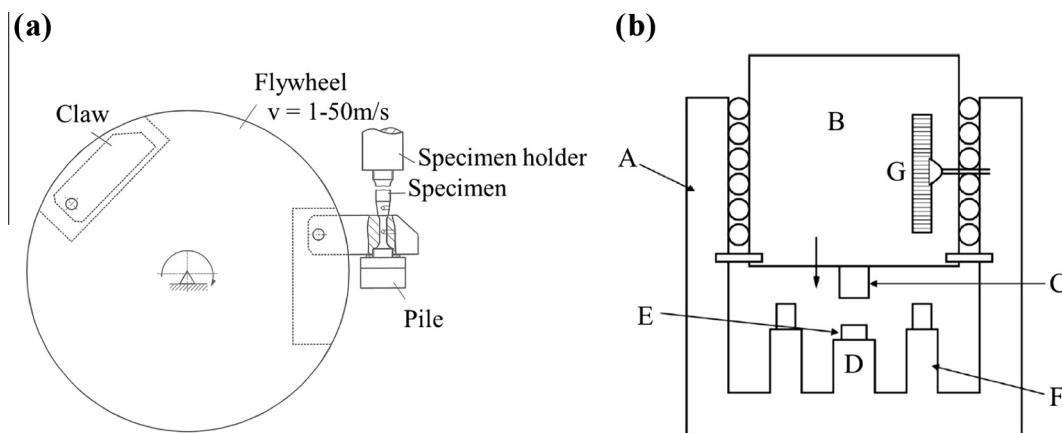 (a)
Flywheel
v = 1-50m/s
Claw
Specimen holder
Specimen
Pile
(b)
A
B
G
C
E
D
F